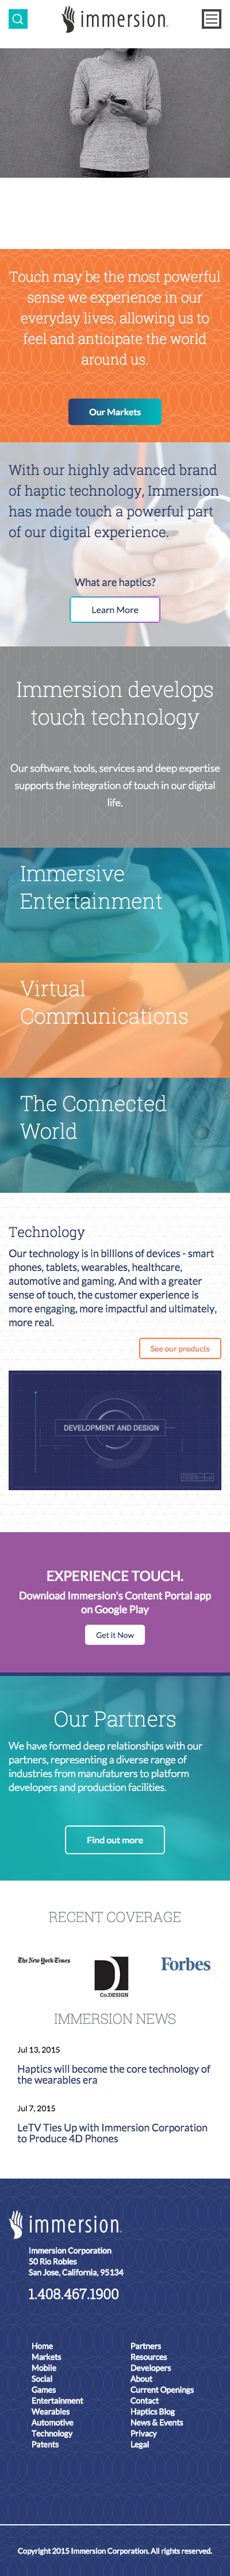 immersion.
Touch may be the most powerful
sense we experience in our
everyday lives, allowing us to
feel and anticipate the world
around us.
Our Markets
With our highly advanced brand
of haptic technology, Immersion
has made touch a powerful part
of our digital experience.
What are haptics?
Learn More
Immersion develops
touch technology
Our software, tools, services and deep expertise
supports the integration of touch in our digital
life.
Immersive
Entertainment
Virtual
Communications
The Connected
World
Technology
Our technology is in billions of devices - smart
phones, tablets, wearables, healthcare,
automotive and gaming. And with a greater
sense of touch, the customer experience is
more engaging, more impactful and ultimately,
more real.
See our products
DEVELOPMENT AND DESIGN
EXPERIENCE TOUCH.
Download Immersion's Content Portal app
on Google Play
Get it Now
Our Partners
We have formed deep relationships with our
partners, representing a diverse range of
industries from manufaturers to platform
developers and production facilities.
Find out more
RECENT COVERAGE
The New York Times
Co.DESIGN
Forbes
IMMERSION NEWS
Jul 13, 2015
Haptics will become the core technology of
the wearables era
Jul 7, 2015
LeTV Ties Up with Immersion Corporation
to Produce 4D Phones
immersion.
Immersion Corporation
50 Rio Robles
San Jose, California, 95134
1.408.467.1900
Home
Markets
Mobile
Social
Games
Entertainment
Wearables
Automotive
Technology
Patents
Partners
Resources
Developers
About
Current Openings
Contact
Haptics Blog
News & Events
Privacy
Legal
Copyright 2015 Immersion Corporation. All rights reserved.